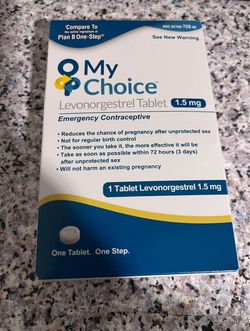 "Compare To
the active ingredient of
Plan B One-Step®"
See New Warning
My
Choice
Levonorgestrel Tablet 1.5 mg
Emergency Contraceptive
• Reduces the chance of pregnancy after unprotected sex
• Not for regular birth control
• The sooner you take it, the more effective it will be
• Take as soon as possible within 72 hours (3 days)
after unprotected sex
• Will not harm an existing pregnancy
1 Tablet Levonorgestrel 1.5 mg
One Tablet. One Step.